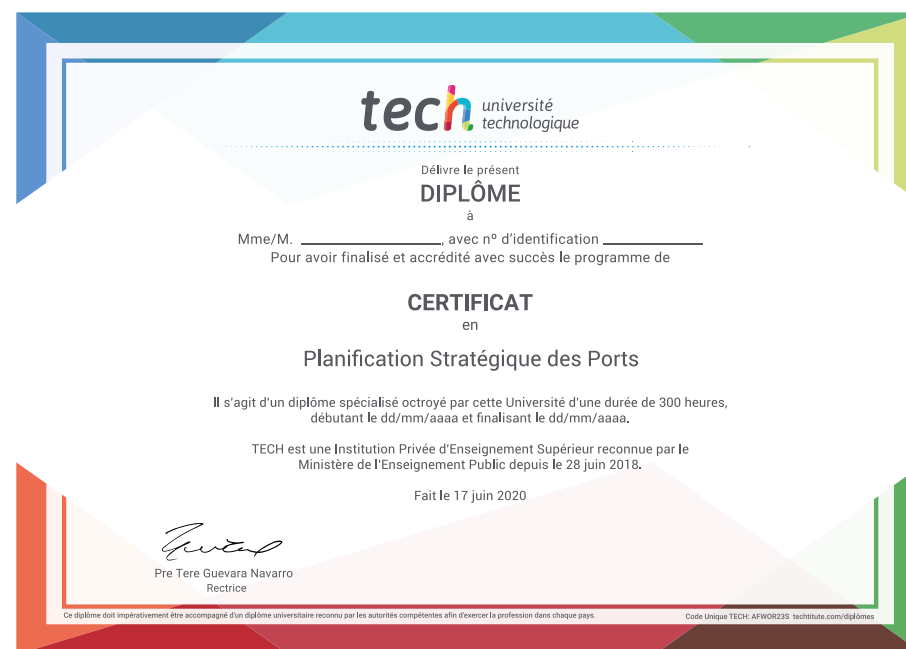 tech université
technologique
Délivre le présent
DIPLÔME
à
Mme/M. ____________________, avec nº d'identification ______________
Pour avoir finalisé et accrédité avec succès le programme de
CERTIFICAT
en
Planification Stratégique des Ports
Il s'agit d'un diplôme spécialisé octroyé par cette Université d'une durée de 300 heures,
débutant le dd/mm/aaaa et finalisant le dd/mm/aaaa.
TECH est une Institution Privée d'Enseignement Supérieur reconnue par le
Ministère de l'Enseignement Public depuis le 28 juin 2018.
Fait le 17 juin 2020
Pre Tere Guevara Navarro
Rectrice
Ce diplôme doit impérativement être accompagné d'un diplôme universitaire reconnu par les autorités compétentes afin d'exercer la profession dans chaque pays.
Code Unique TECH: AFWOR23S techtitute.com/diplômes